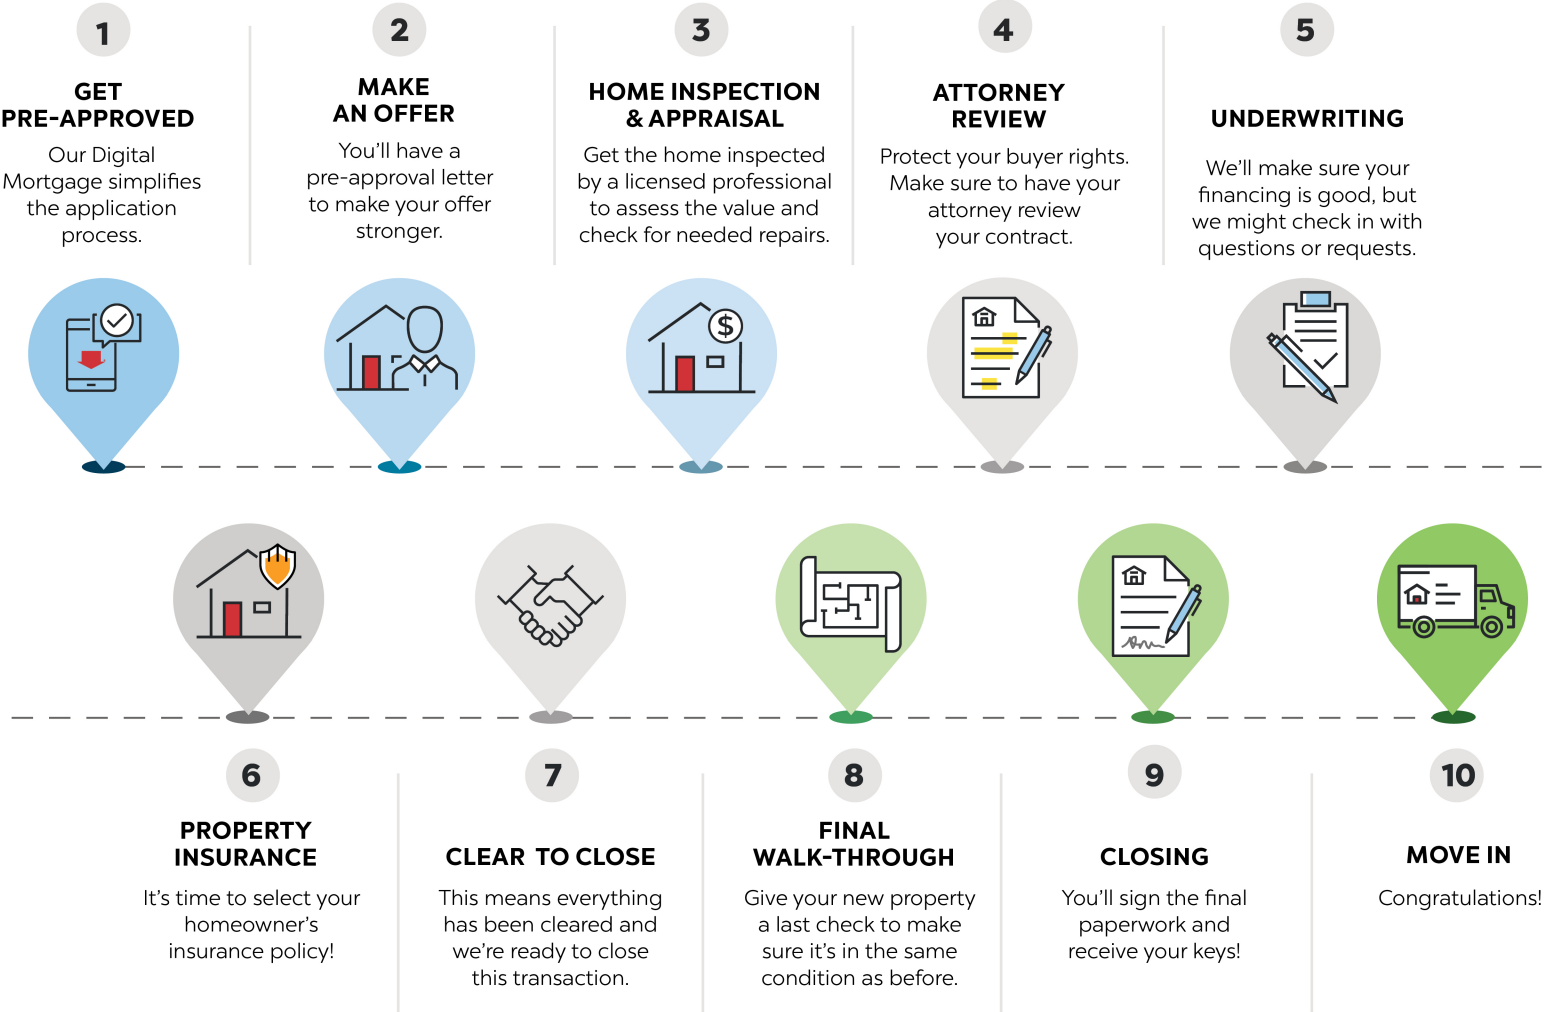 1
GET
PRE-APPROVED
Our Digital
Mortgage simplifies
the application
process.
2
MAKE
AN OFFER
You'll have a
pre-approval letter
to make your offer
stronger.
3
HOME INSPECTION
& APPRAISAL
Get the home inspected
by a licensed professional
to assess the value and
check for needed repairs.
4
ATTORNEY
REVIEW
Protect your buyer rights.
Make sure to have your
attorney review
your contract.
5
UNDERWRITING
We'll make sure your
financing is good, but
we might check in with
questions or requests.
$
6
PROPERTY
INSURANCE
It's time to select your
homeowner's
insurance policy!
7
CLEAR TO CLOSE
This means everything
has been cleared and
we're ready to close
this transaction.
8
FINAL
WALK-THROUGH
Give your new property
a last check to make
sure it's in the same
condition as before.
9
CLOSING
You'll sign the final
paperwork and
receive your keys!
10
MOVE IN
Congratulations!